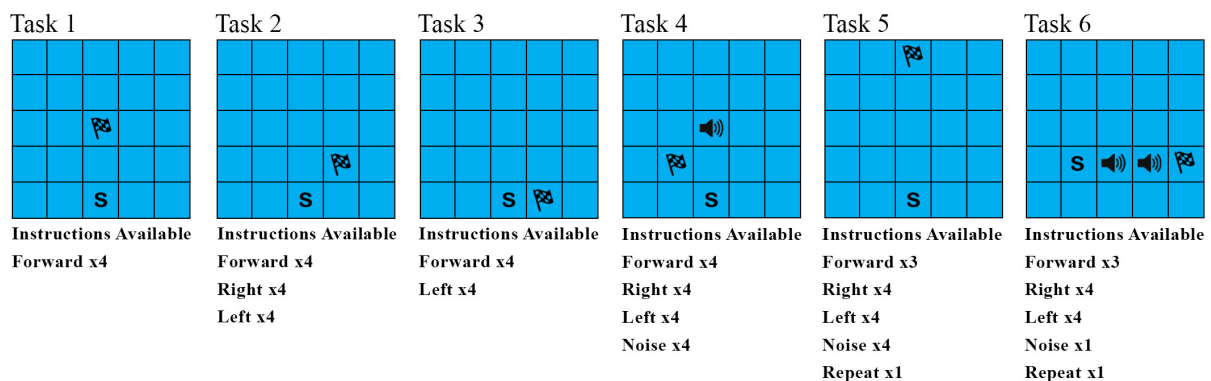 Task 1
S
Instructions Available
Forward x4
Task 2
S
Instructions Available
Forward x4
Right x4
Left x4
Task 3
S
Instructions Available
Forward x4
Left x4
Task 4
S
Instructions Available
Forward x4
Right x4
Left x4
Noise x4
Task 5
S
Instructions Available
Forward x3
Right x4
Left x4
Noise x4
Repeat x1
Task 6
S
Instructions Available
Forward x3
Right x4
Left x4
Noise x1
Repeat x1